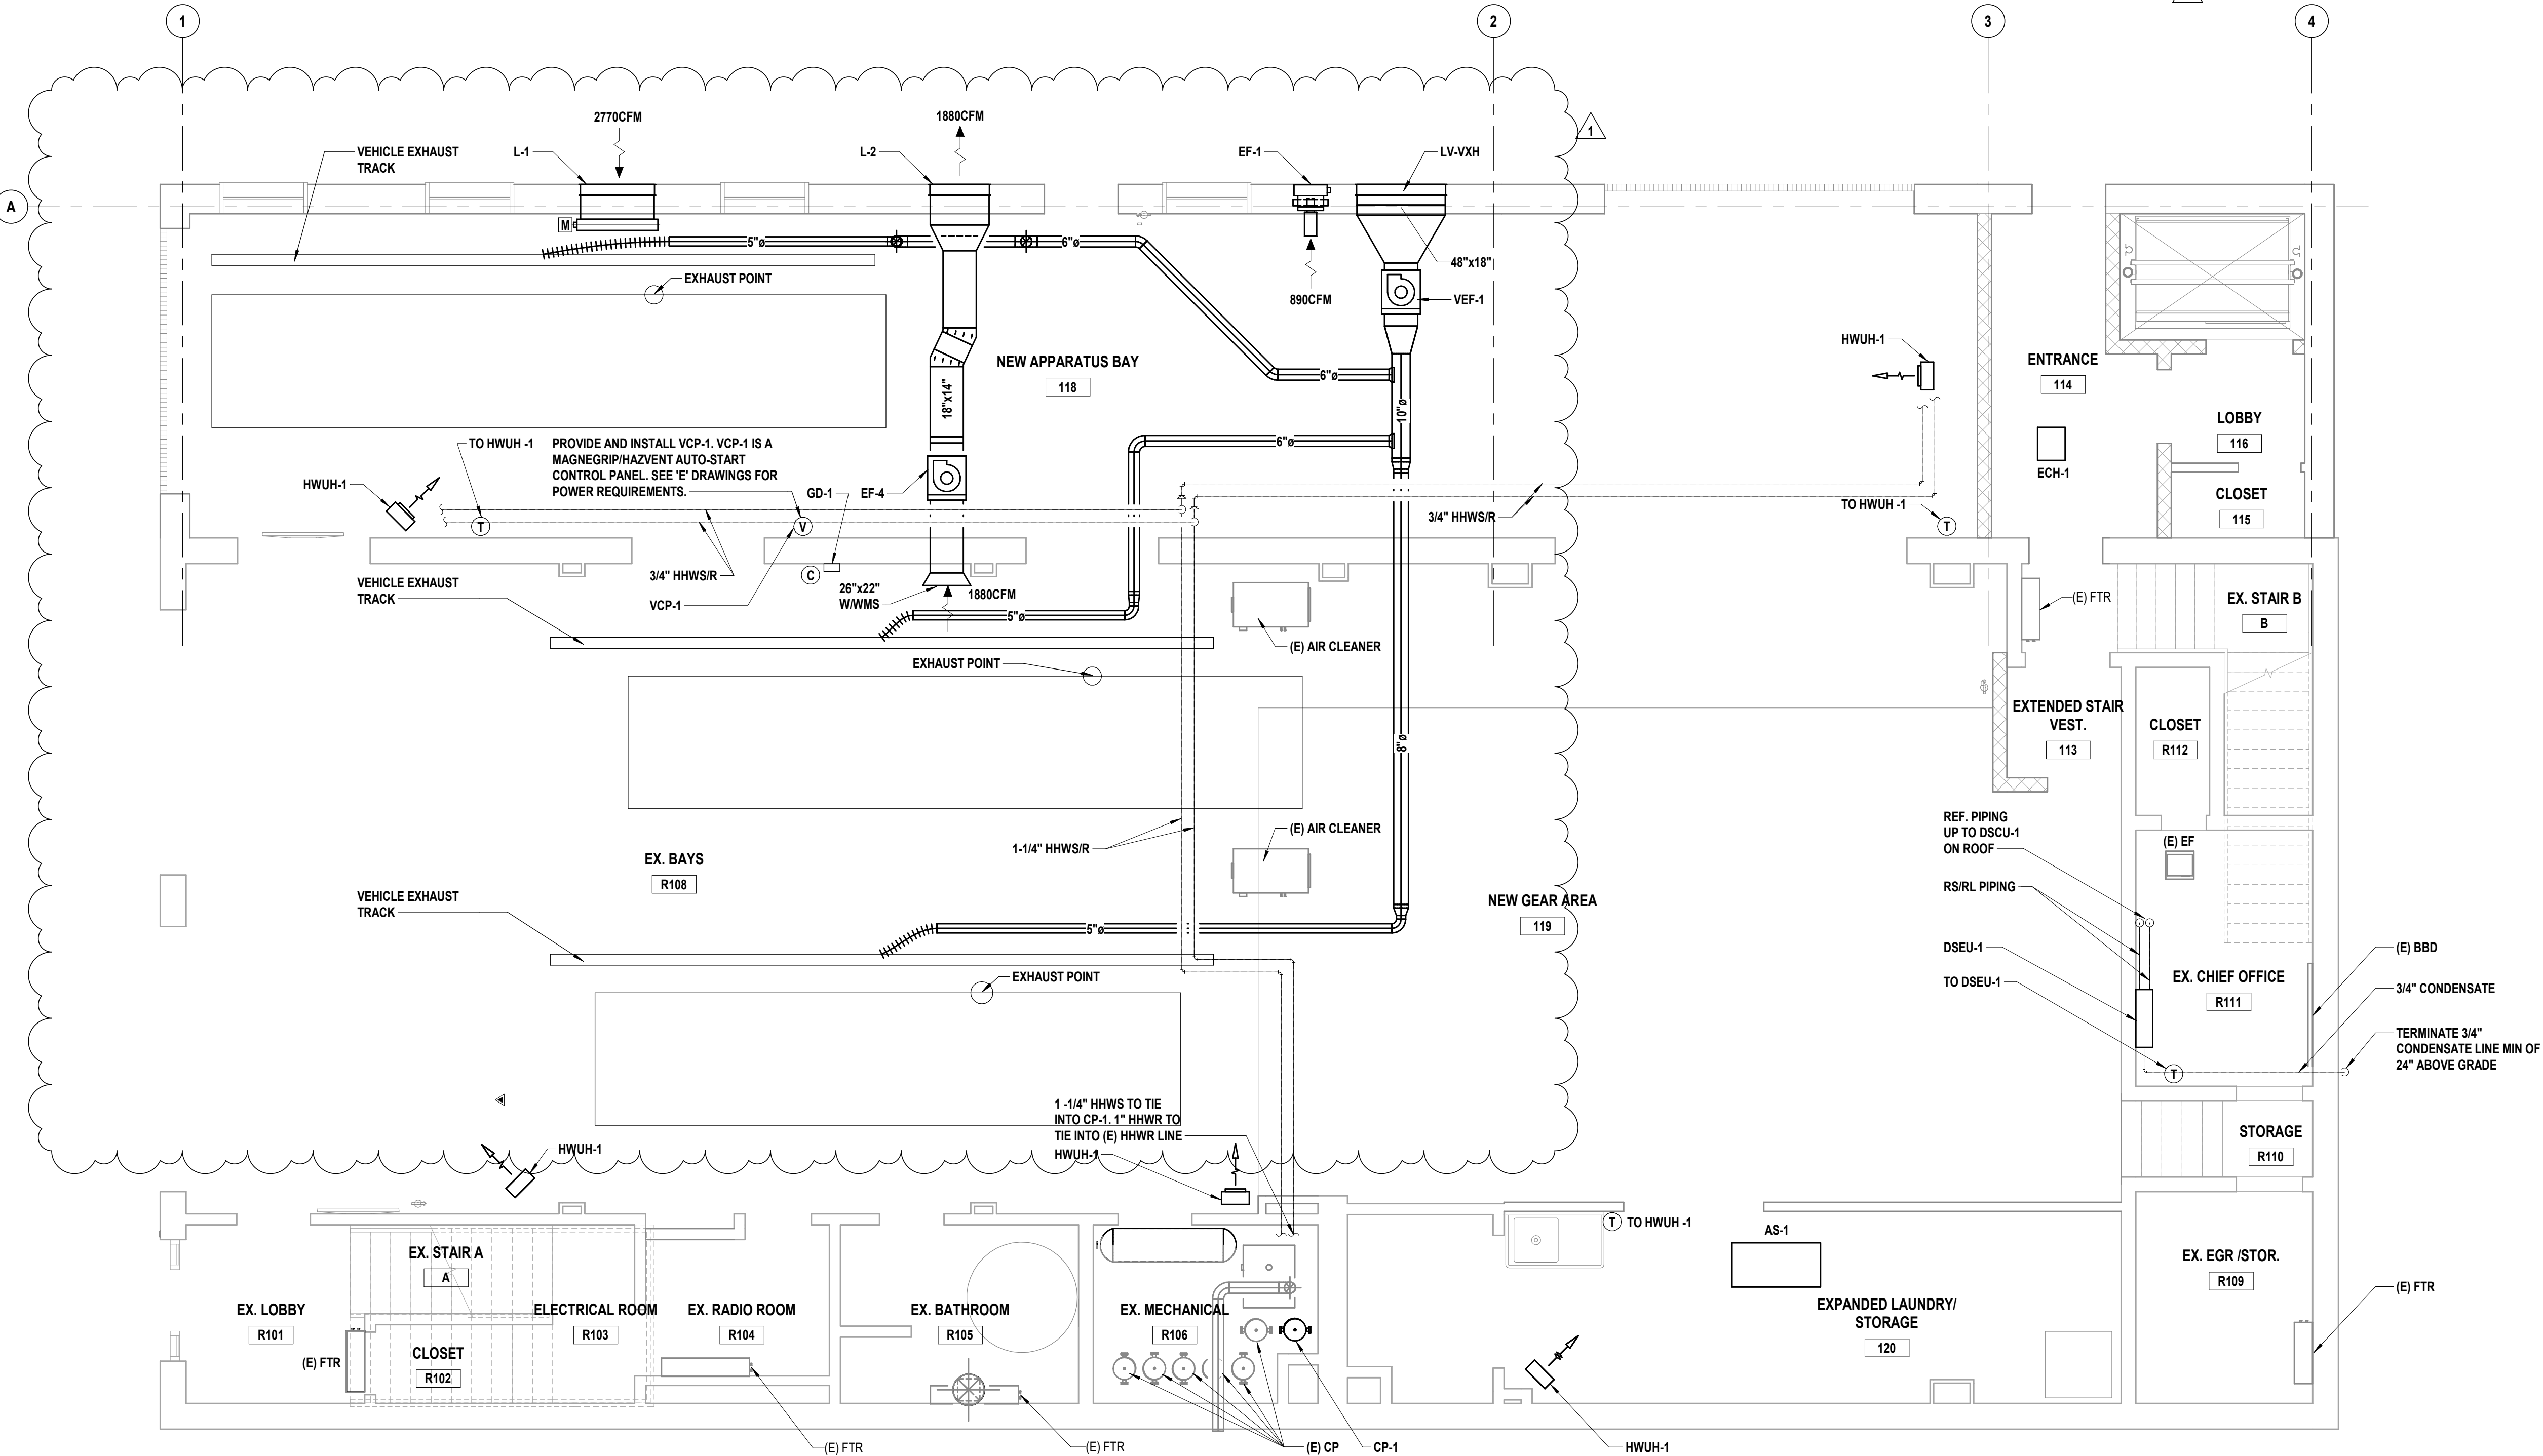 1
2
3
4
A
1
2770CFM
1880CFM
VEHICLE EXHAUST
TRACK
L-1
L-2
EF-1
LV-VXH
M
5"ø
6"ø
48"x18"
EXHAUST POINT
890CFM
VEF-1
NEW APPARATUS BAY
118
6"ø
18"x14"
10"ø
HWUH-1
ENTRANCE
114
LOBBY
116
ECH-1
CLOSET
115
TO HWUH -1
PROVIDE AND INSTALL VCP-1. VCP-1 IS A
MAGNEGRIP/HAZVENT AUTO-START
CONTROL PANEL. SEE 'E' DRAWINGS FOR
POWER REQUIREMENTS.
HWUH-1
GD-1
EF-4
6"ø
T
V
3/4" HHWS/R
TO HWUH -1
T
3/4" HHWS/R
C
VCP-1
26"x22"
W/WMS
1880CFM
VEHICLE EXHAUST
TRACK
5"ø
(E) AIR CLEANER
(E) FTR
EX. STAIR B
B
EXHAUST POINT
8"ø
EXTENDED STAIR
VEST.
113
CLOSET
R112
EX. BAYS
R108
1-1/4" HHWS/R
(E) AIR CLEANER
REF. PIPING
UP TO DSCU-1
ON ROOF
(E) EF
RS/RL PIPING
VEHICLE EXHAUST
TRACK
5"ø
NEW GEAR AREA
119
DSEU-1
TO DSEU-1
EX. CHIEF OFFICE
R111
(E) BBD
3/4" CONDENSATE
TERMINATE 3/4"
CONDENSATE LINE MIN OF
24" ABOVE GRADE
T
EXHAUST POINT
1 -1/4" HHWS TO TIE
INTO CP-1. 1" HHWR TO
TIE INTO (E) HHWR LINE
HWUH-1
HWUH-1
STORAGE
R110
T
TO HWUH -1
AS-1
EX. STAIR A
A
EX. LOBBY
R101
ELECTRICAL ROOM
R103
EX. RADIO ROOM
R104
EX. BATHROOM
R105
EX. MECHANICAL
R106
EXPANDED LAUNDRY/
STORAGE
120
EX. EGR /STOR.
R109
(E) FTR
(E) FTR
CLOSET
R102
(E) FTR
(E) FTR
(E) CP
CP-1
HWUH-1